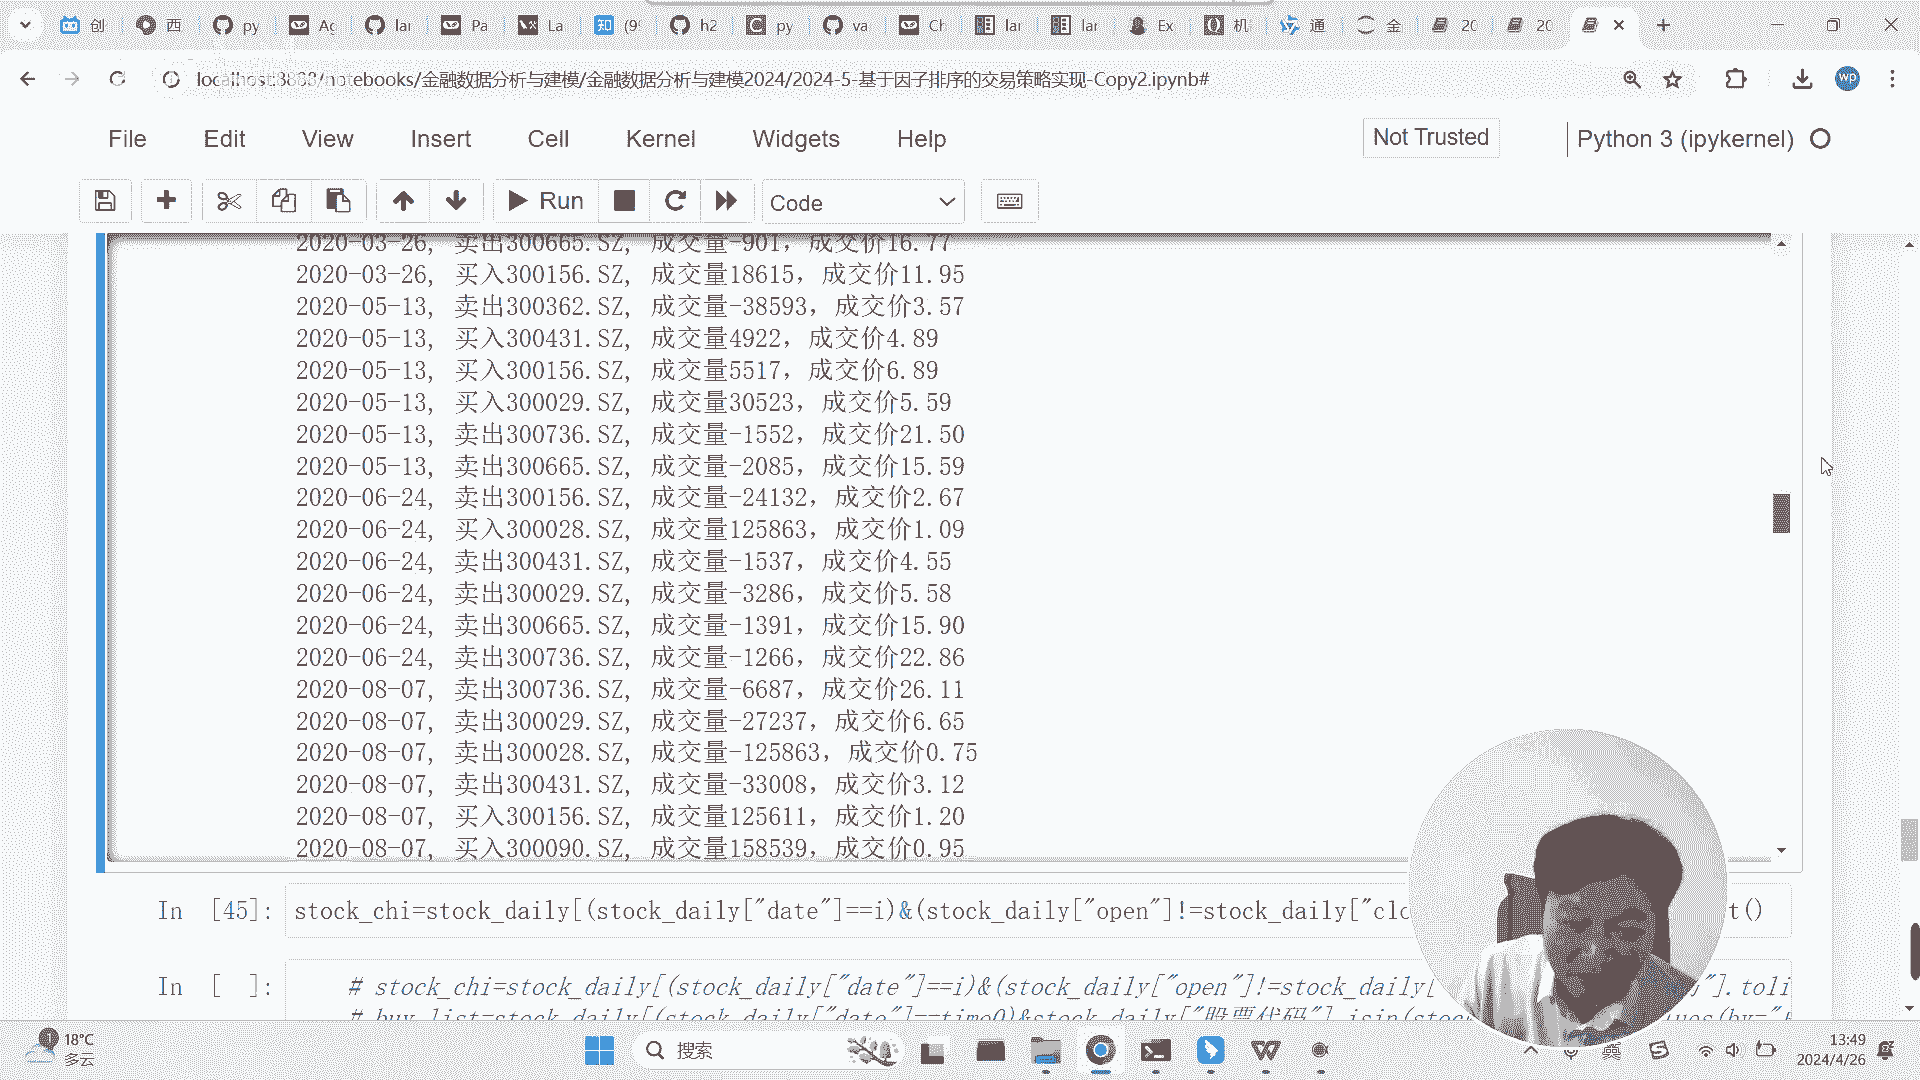 创 西 py Ag lar Pa La (9 h2 py va Ch lar lar Ex 机 通 金 20 20
localhost:8888/notebooks/金融数据分析与建模/金融数据分析与建模2024/2024-5-基于因子排序的交易策略实现-Copy2.ipynb#
wp
File Edit View Insert Cell Kernel Widgets Help Not Trusted Python 3 (ipykernel)
Run Code
2020-03-26, 卖出300665.SZ, 成交量-901, 成交价16.77
2020-03-26, 买入300156.SZ, 成交量18615, 成交价11.95
2020-05-13, 卖出300362.SZ, 成交量-38593, 成交价3.57
2020-05-13, 买入300431.SZ, 成交量4922, 成交价4.89
2020-05-13, 买入300156.SZ, 成交量5517, 成交价6.89
2020-05-13, 买入300029.SZ, 成交量30523, 成交价5.59
2020-05-13, 卖出300736.SZ, 成交量-1552, 成交价21.50
2020-05-13, 卖出300665.SZ, 成交量-2085, 成交价15.59
2020-06-24, 卖出300156.SZ, 成交量-24132, 成交价2.67
2020-06-24, 买入300028.SZ, 成交量125863, 成交价1.09
2020-06-24, 卖出300431.SZ, 成交量-1537, 成交价4.55
2020-06-24, 卖出300029.SZ, 成交量-3286, 成交价5.58
2020-06-24, 卖出300665.SZ, 成交量-1391, 成交价15.90
2020-06-24, 卖出300736.SZ, 成交量-1266, 成交价22.86
2020-08-07, 卖出300736.SZ, 成交量-6687, 成交价26.11
2020-08-07, 卖出300029.SZ, 成交量-27237, 成交价6.65
2020-08-07, 卖出300028.SZ, 成交量-125863, 成交价0.75
2020-08-07, 卖出300431.SZ, 成交量-33008, 成交价3.12
2020-08-07, 买入300156.SZ, 成交量125611, 成交价1.20
2020-08-07, 买入300090.SZ, 成交量158539, 成交价0.95
In [45]: stock_chi=stock_daily[(stock_daily["date"]==i)&(stock_daily["open"]!=stock_daily["clo t()
In [ ]: # stock_chi=stock_daily[(stock_daily["date"]==i)&(stock_daily["open"]!=stock_daily[ "].toli
# buy_list=stock_daily[(stock_daily["date"]==time0)&stock_daily["股票代码"].isin(stoc ues(by="
18°C
多云
搜索
英
13:49
2024/4/26